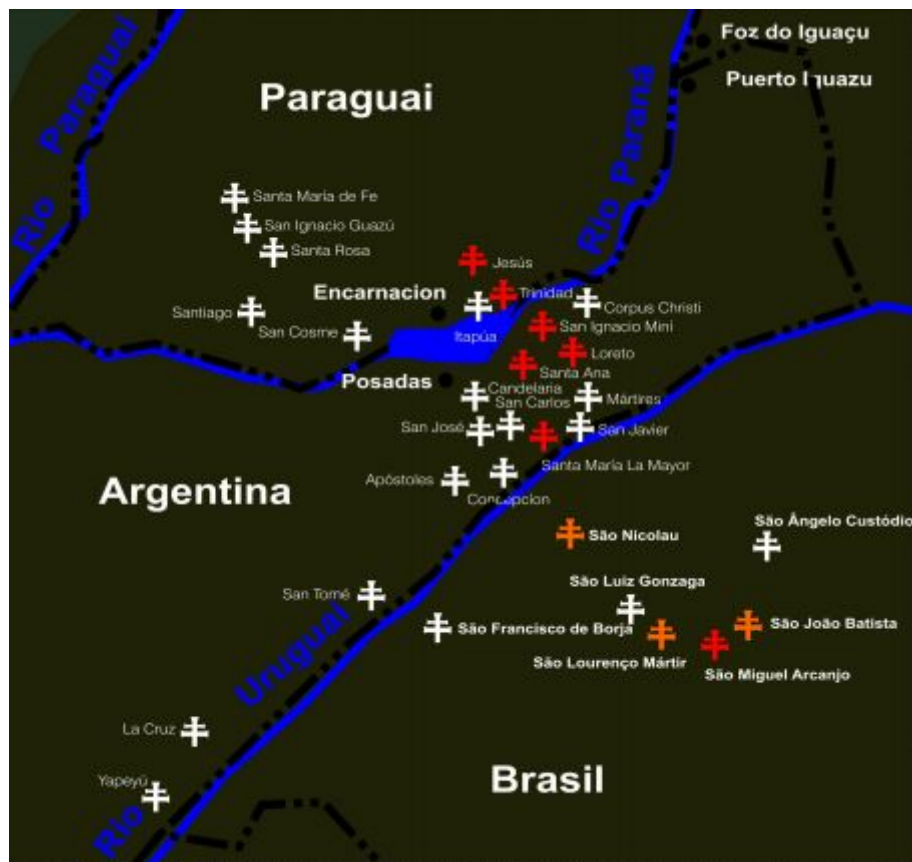 Foz do Iguaçu
Puerto Iguazu
Paraguai
Rio Paraguai
Rio Paraná
Santa María de Fe
San Ignacio Guazú
Santa Rosa
Jesús
Trinidad
Encarnacion
Corpus Christi
Santiago
San Cosme
Itapúa
San Ignacio Mini
Loreto
Santa Ana
Posadas
Candelaria
San Carlos
Mártires
San José
San Javier
Santa María La Mayor
Apóstoles
Concepcion
Argentina
São Ângelo Custódio
São Nicolau
São Luiz Gonzaga
San Tomé
São Francisco de Borja
São João Batista
São Lourenço Mártir
São Miguel Arcanjo
Rio Uruguai
La Cruz
Yapeyú
Brasil